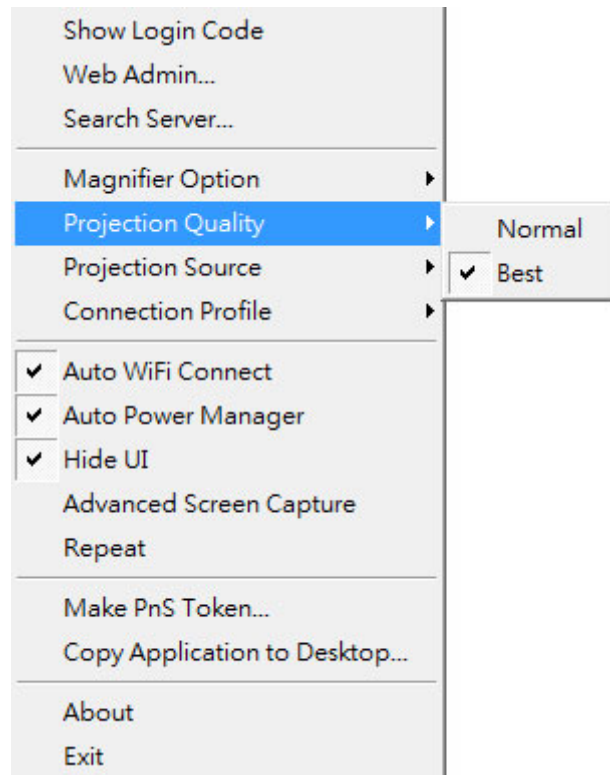 Show Login Code
Web Admin...
Search Server...
Magnifier Option
Projection Quality
Normal
Best
Projection Source
Connection Profile
Auto WiFi Connect
Auto Power Manager
Hide UI
Advanced Screen Capture
Repeat
Make PnS Token...
Copy Application to Desktop...
About
Exit